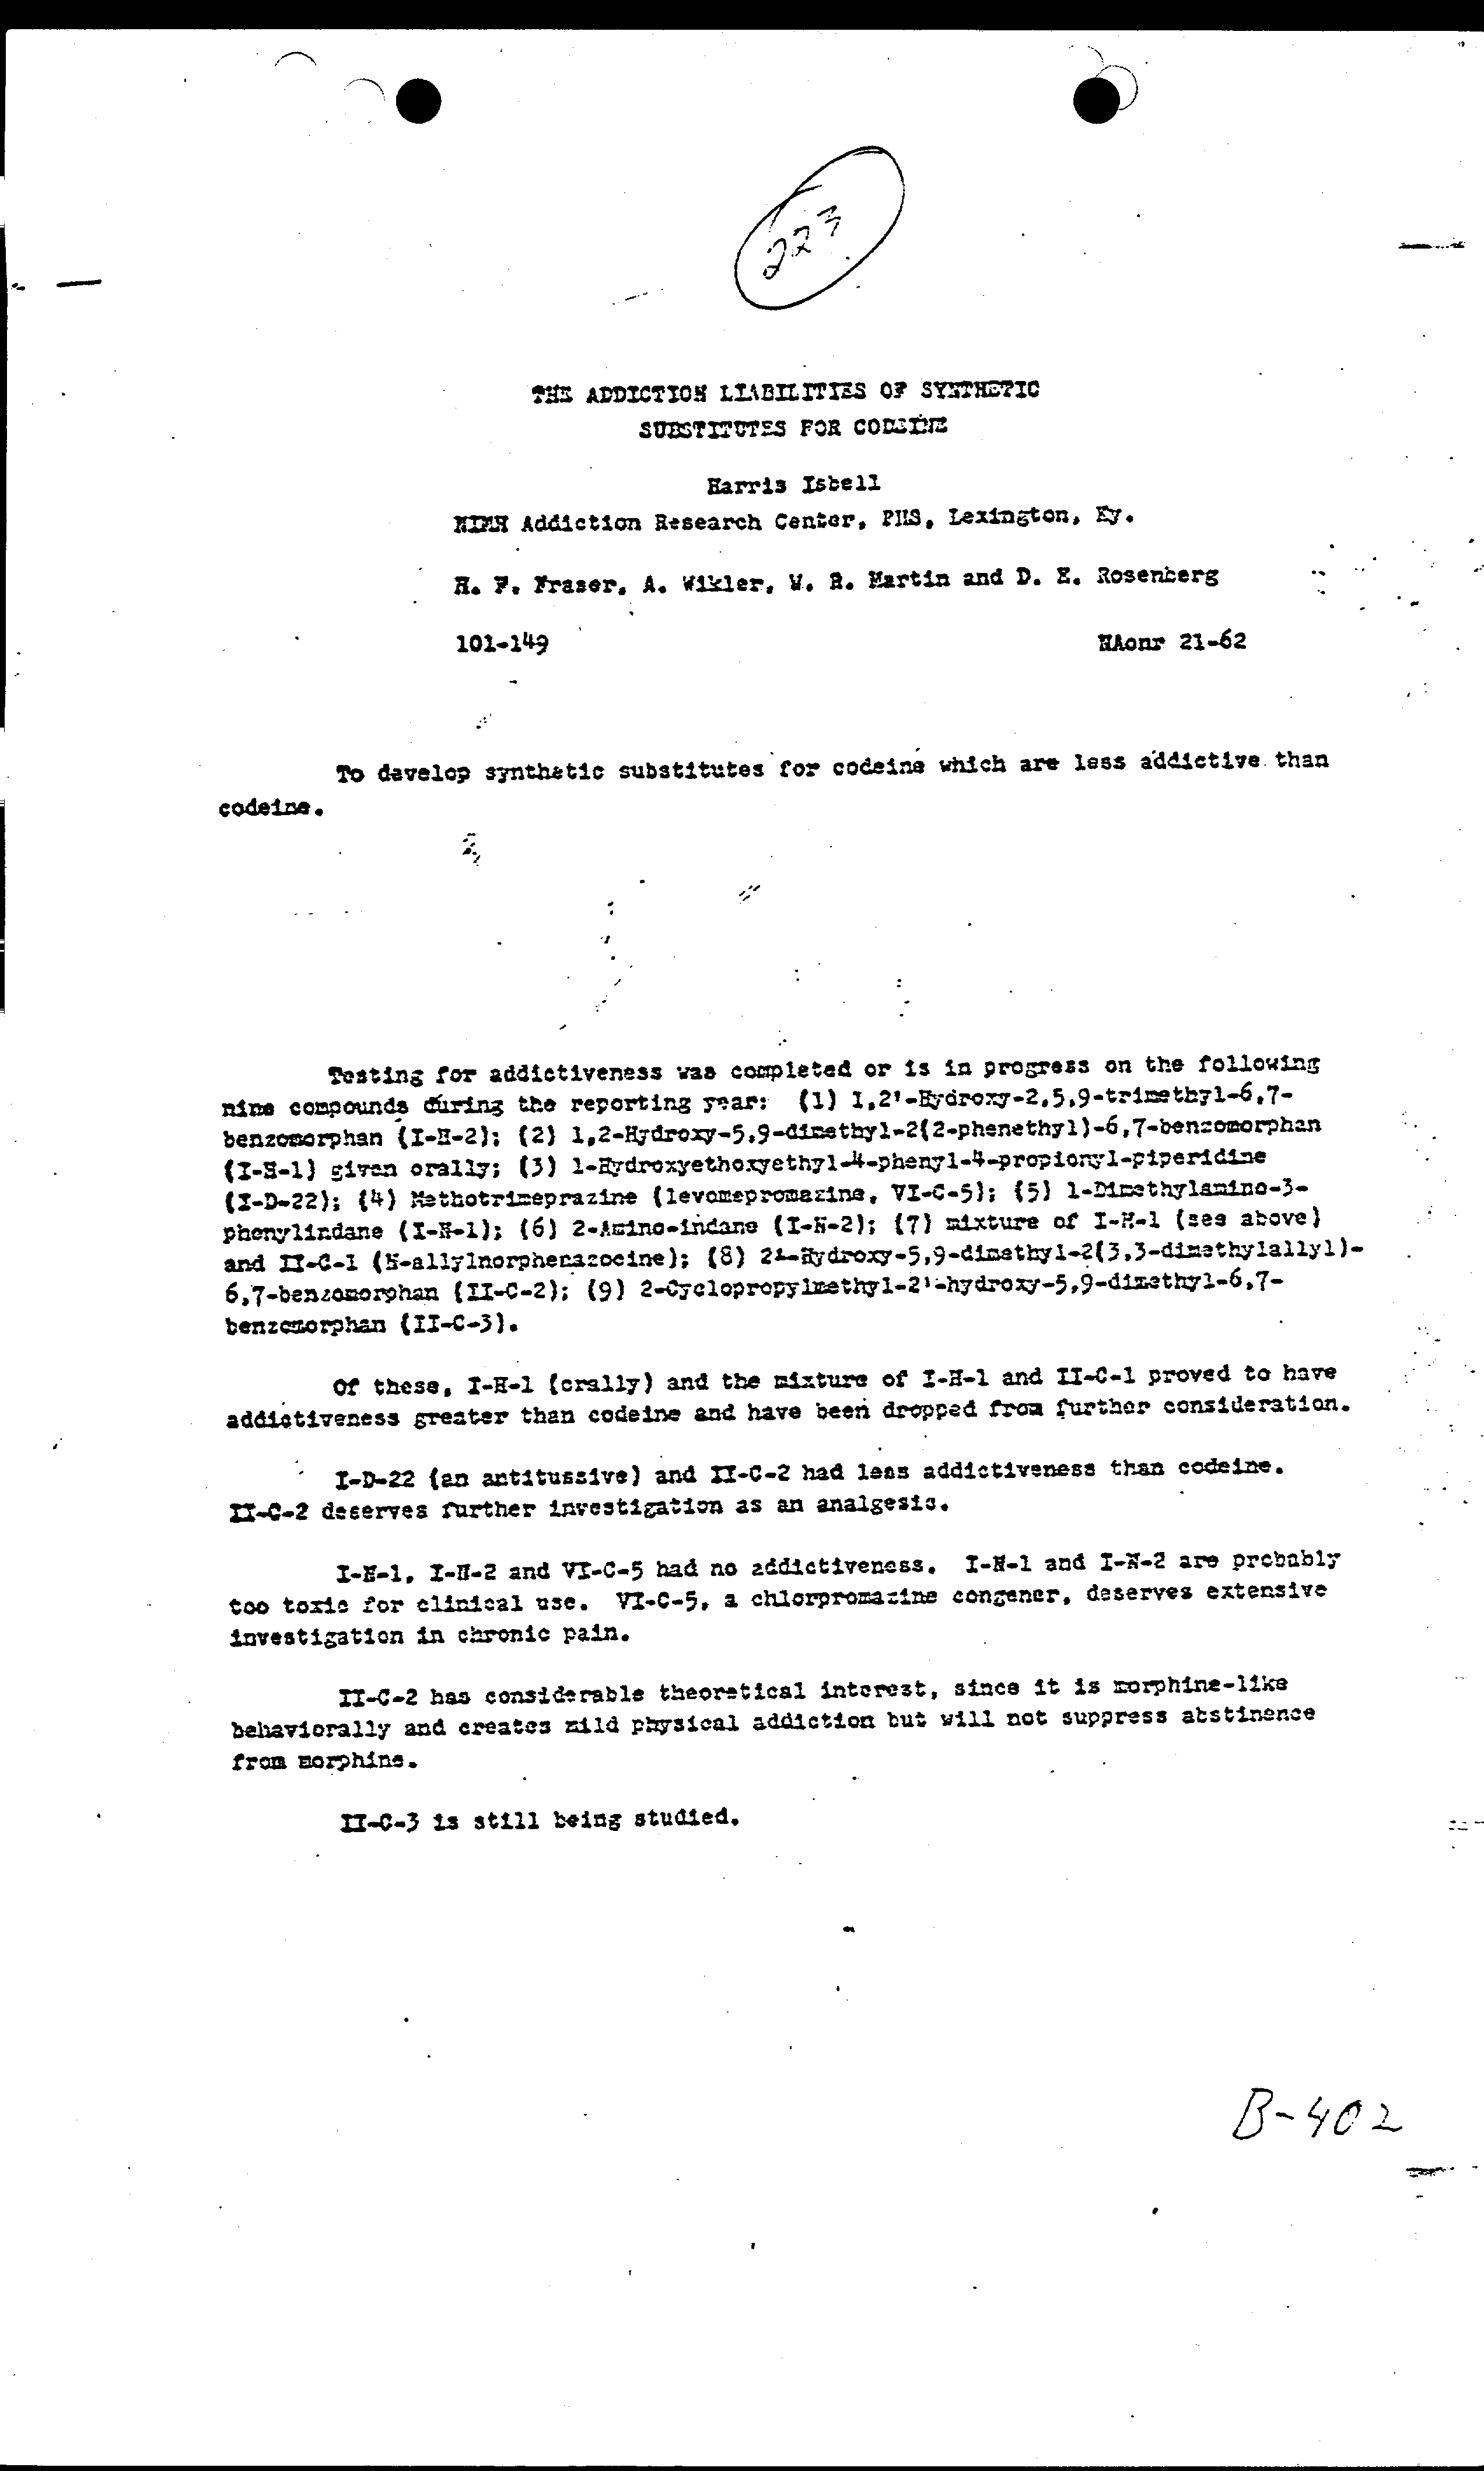 223
THE ADDICTION LIABILITIES OF SYNTHETIC
SUBSTITUTES FOR CODEINE
Harris Isbell
NIMH Addiction Research Center, PHS, Lexington, Ky.
H. F. Fraser, A. Wikler, W. R. Martin and D. E. Rosenberg
101-149 NAonr 21-62
To develop synthetic substitutes for codeine which are less addictive than
codeine.
Testing for addictiveness was completed or is in progress on the following
nine compounds during the reporting year: (1) 1,2'-Hydroxy-2,5,9-trimethyl-6,7-
benzomorphan (I-H-2); (2) 1,2-Hydroxy-5,9-dimethyl-2(2-phenethyl)-6,7-benzomorphan
(I-H-1) given orally; (3) 1-Hydroxyethoxyethyl-4-phenyl-4-propionyl-piperidine
(I-D-22); (4) Methotrimeprazine (levomepromazine, VI-C-5); (5) 1-Dimethylamino-3-
phenylindane (I-N-1); (6) 2-Amino-indane (I-N-2); (7) mixture of I-H-1 (see above)
and II-C-1 (N-allylnorphenazocine); (8) 2'-Hydroxy-5,9-dimethyl-2(3,3-dimethylallyl)-
6,7-benzomorphan (II-C-2); (9) 2-Cyclopropylmethyl-2'-hydroxy-5,9-dimethyl-6,7-
benzomorphan (II-C-3).
Of these, I-H-1 (orally) and the mixture of I-H-1 and II-C-1 proved to have
addictiveness greater than codeine and have been dropped from further consideration.
I-D-22 (an antitussive) and II-C-2 had less addictiveness than codeine.
II-C-2 deserves further investigation as an analgesic.
I-N-1, I-N-2 and VI-C-5 had no addictiveness. I-N-1 and I-N-2 are probably
too toxic for clinical use. VI-C-5, a chlorpromazine congener, deserves extensive
investigation in chronic pain.
II-C-2 has considerable theoretical interest, since it is morphine-like
behaviorally and creates mild physical addiction but will not suppress abstinence
from morphine.
II-C-3 is still being studied.
B-402